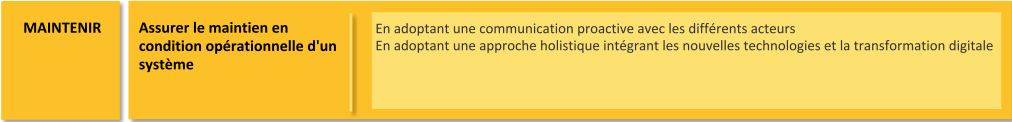 MAINTENIR
Assurer le maintien en
condition opérationnelle d'un
système
En adoptant une communication proactive avec les différents acteurs
En adoptant une approche holistique intégrant les nouvelles technologies et la transformation digitale